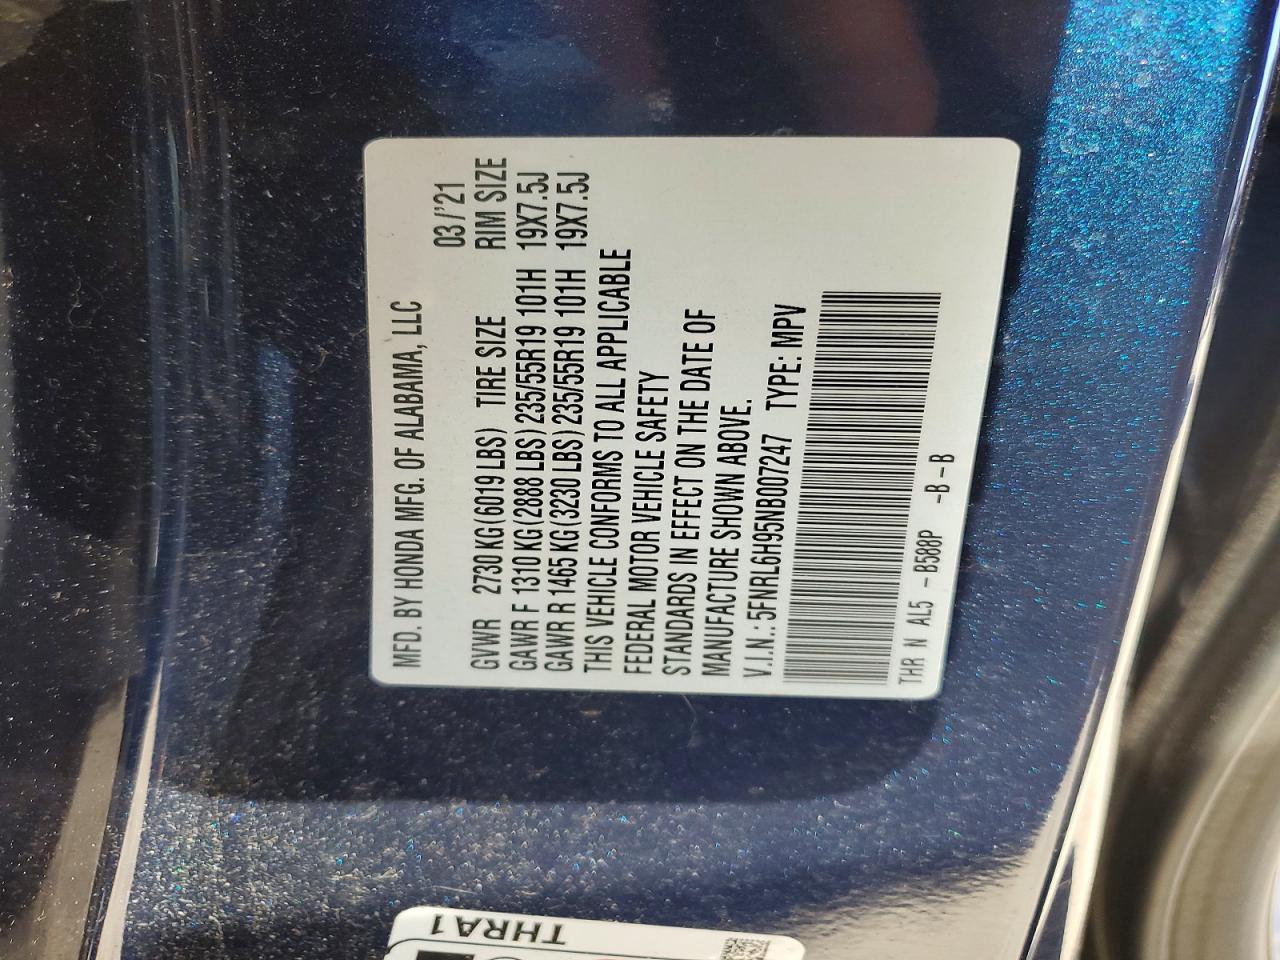 MFD. BY HONDA MFG. OF ALABAMA, LLC
03/'21
GVWR 2730 KG (6019 LBS) TIRE SIZE RIM SIZE
GAWR F 1310 KG (2888 LBS) 235/55R19 101H 19X7.5J
GAWR R 1465 KG (3230 LBS) 235/55R19 101H 19X7.5J
THIS VEHICLE CONFORMS TO ALL APPLICABLE
FEDERAL MOTOR VEHICLE SAFETY
STANDARDS IN EFFECT ON THE DATE OF
MANUFACTURE SHOWN ABOVE.
V.I.N.: 5FNRL6H95NB007247 TYPE: MPV
THR N AL5 - B588P -B -B
THRA1